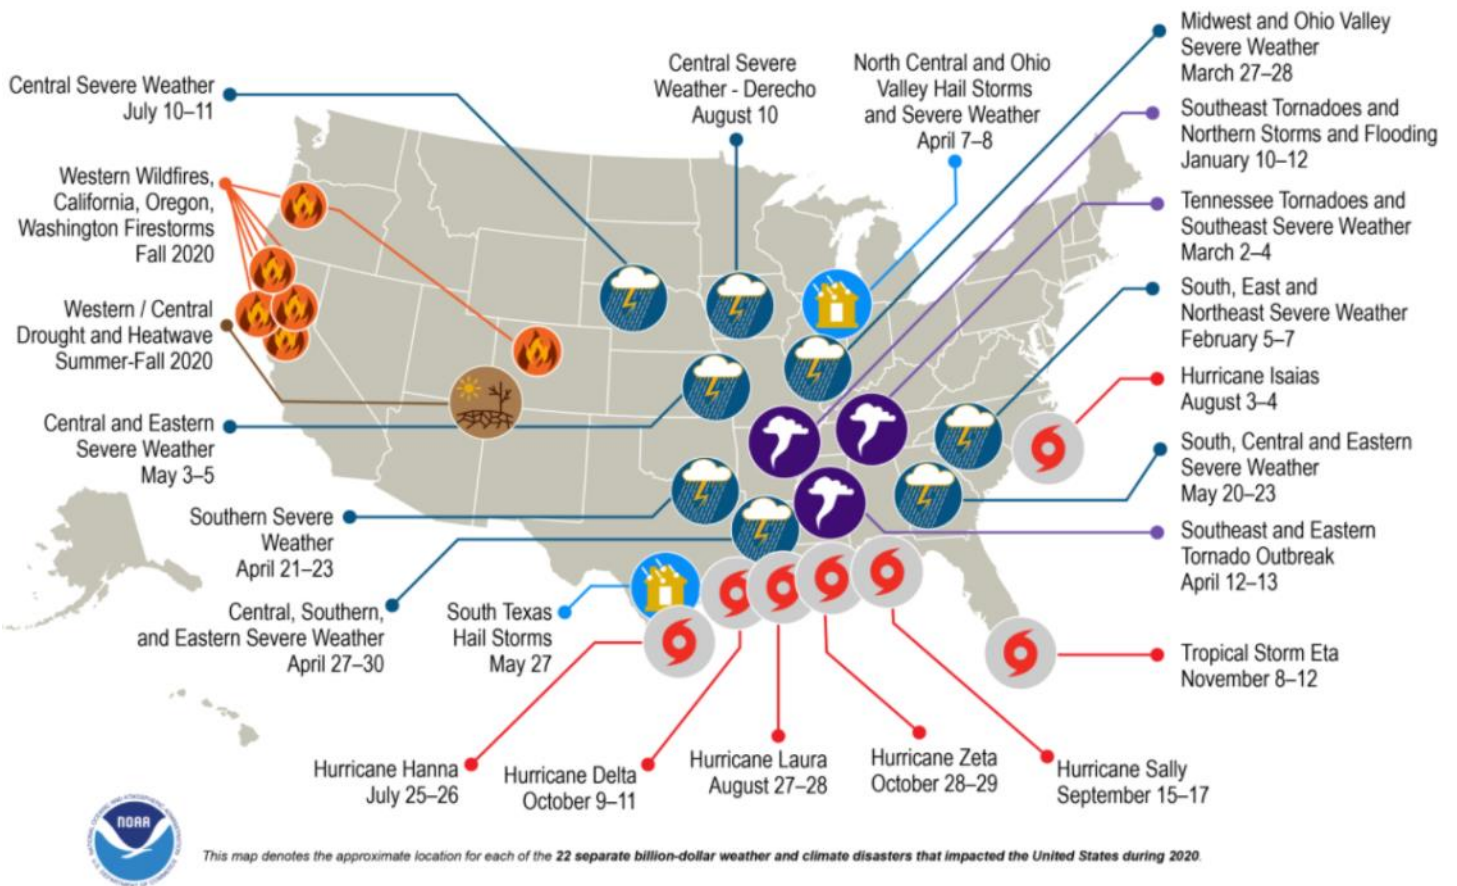 Central Severe Weather
July 10–11
Western Wildfires,
California, Oregon,
Washington Firestorms
Fall 2020
Western / Central
Drought and Heatwave
Summer-Fall 2020
Central and Eastern
Severe Weather
May 3–5
Southern Severe
Weather
April 21–23
Central, Southern,
and Eastern Severe Weather
April 27–30
South Texas
Hail Storms
May 27
Central Severe
Weather - Derecho
August 10
North Central and Ohio
Valley Hail Storms
and Severe Weather
April 7–8
Midwest and Ohio Valley
Severe Weather
March 27–28
Southeast Tornadoes and
Northern Storms and Flooding
January 10–12
Tennessee Tornadoes and
Southeast Severe Weather
March 2–4
South, East and
Northeast Severe Weather
February 5–7
Hurricane Isaias
August 3–4
South, Central and Eastern
Severe Weather
May 20–23
Southeast and Eastern
Tornado Outbreak
April 12–13
Tropical Storm Eta
November 8–12
Hurricane Hanna
July 25–26
Hurricane Delta
October 9–11
Hurricane Laura
August 27–28
Hurricane Zeta
October 28–29
Hurricane Sally
September 15–17
NOAA
This map denotes the approximate location for each of the 22 separate billion-dollar weather and climate disasters that impacted the United States during 2020.